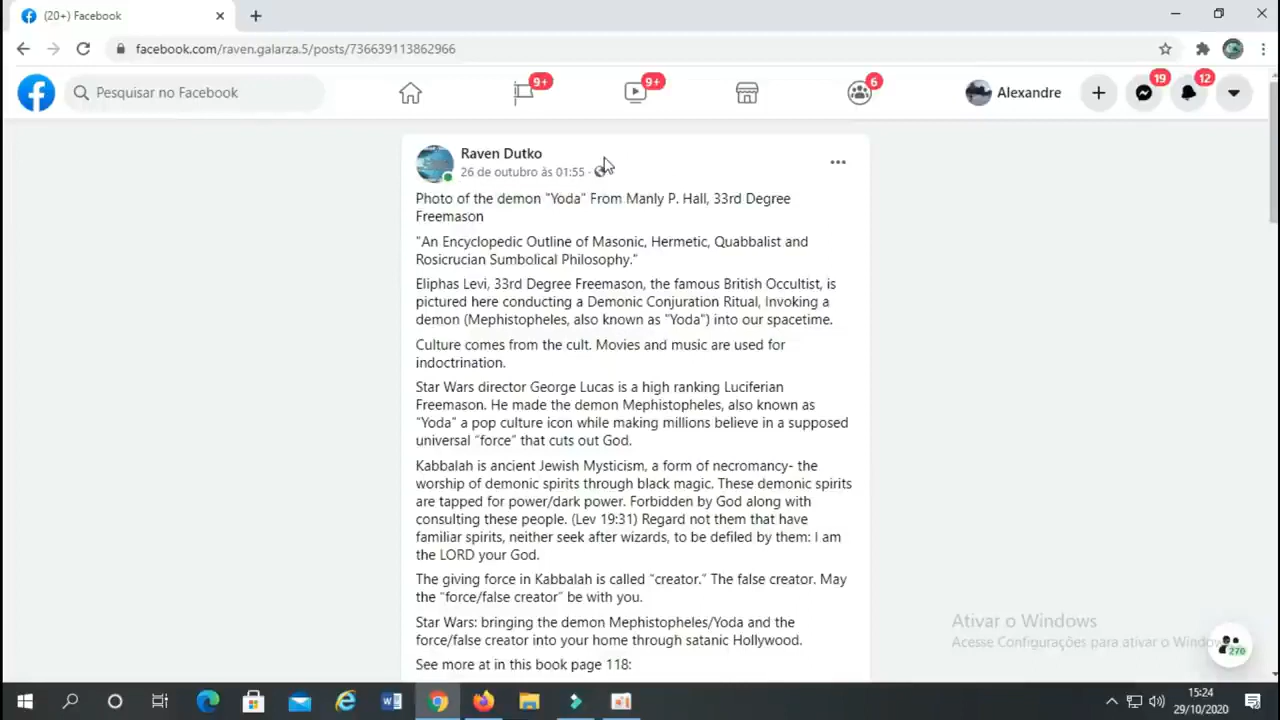 (20+) Facebook
facebook.com/raven.galarza.5/posts/736639113862966
Pesquisar no Facebook
9+
9+
6
Alexandre
19
12
Raven Dutko
26 de outubro às 01:55 ·
Photo of the demon "Yoda" From Manly P. Hall, 33rd Degree
Freemason
"An Encyclopedic Outline of Masonic, Hermetic, Quabbalist and
Rosicrucian Sumbolical Philosophy."
Eliphas Levi, 33rd Degree Freemason, the famous British Occultist, is
pictured here conducting a Demonic Conjuration Ritual, Invoking a
demon (Mephistopheles, also known as "Yoda") into our spacetime.
Culture comes from the cult. Movies and music are used for
indoctrination.
Star Wars director George Lucas is a high ranking Luciferian
Freemason. He made the demon Mephistopheles, also known as
"Yoda" a pop culture icon while making millions believe in a supposed
universal "force" that cuts out God.
Kabbalah is ancient Jewish Mysticism, a form of necromancy- the
worship of demonic spirits through black magic. These demonic spirits
are tapped for power/dark power. Forbidden by God along with
consulting these people. (Lev 19:31) Regard not them that have
familiar spirits, neither seek after wizards, to be defiled by them: I am
the LORD your God.
The giving force in Kabbalah is called "creator." The false creator. May
the "force/false creator" be with you.
Star Wars: bringing the demon Mephistopheles/Yoda and the
force/false creator into your home through satanic Hollywood.
See more at in this book page 118:
Ativar o Windows
Acesse Configurações para ativar o Windows
270
15:24
29/10/2020